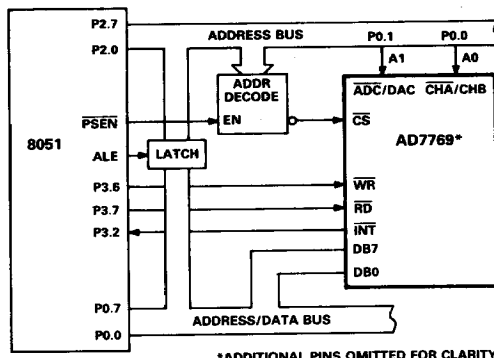 P2.7
ADDRESS BUS
P0.1
P0.0
P2.0
A1
A0
ADDR
DECODE
ADC/DAC
CHA/CHB
PSEN
EN
CS
8051
AD7769*
ALE
LATCH
P3.6
WR
P3.7
RD
P3.2
INT
DB7
DB0
P0.7
ADDRESS/DATA BUS
P0.0
*ADDITIONAL PINS OMITTED FOR CLARITY